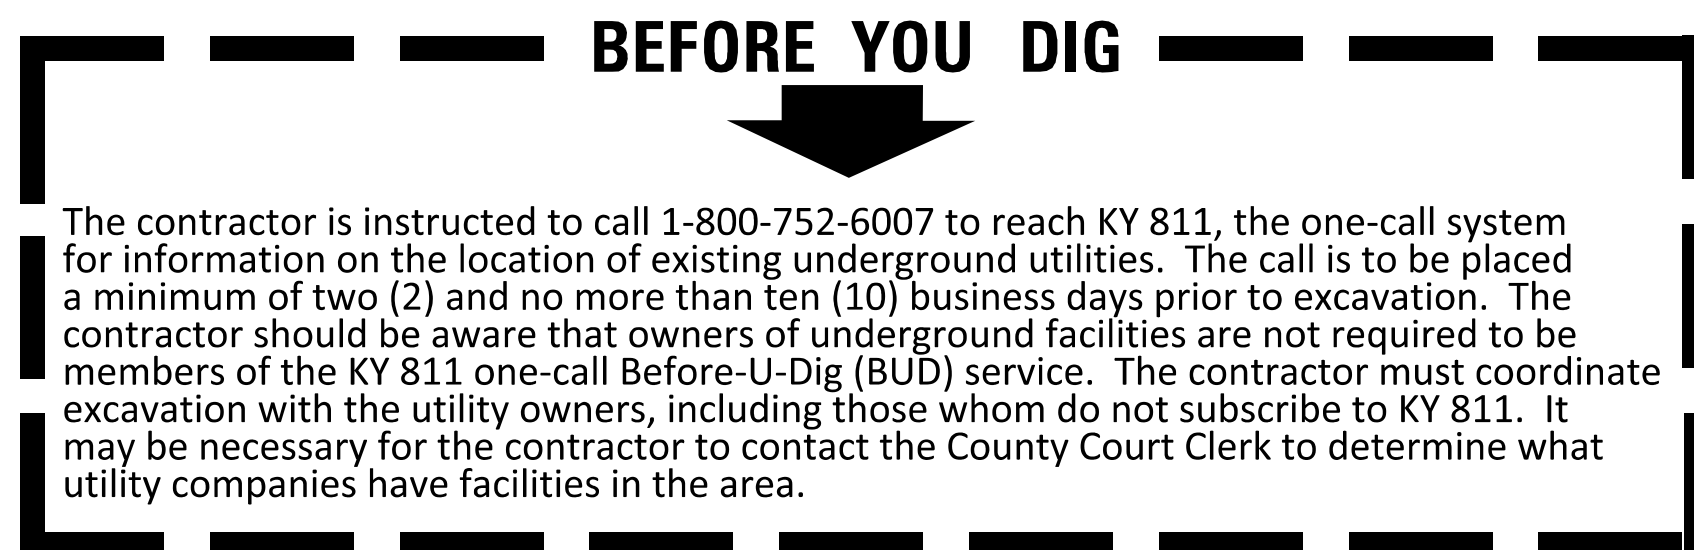 BEFORE YOU DIG
The contractor is instructed to call 1-800-752-6007 to reach KY 811, the one-call system
for information on the location of existing underground utilities.  The call is to be placed
a minimum of two (2) and no more than ten (10) business days prior to excavation.  The
contractor should be aware that owners of underground facilities are not required to be
members of the KY 811 one-call Before-U-Dig (BUD) service.  The contractor must coordinate
excavation with the utility owners, including those whom do not subscribe to KY 811.  It
may be necessary for the contractor to contact the County Court Clerk to determine what
utility companies have facilities in the area.